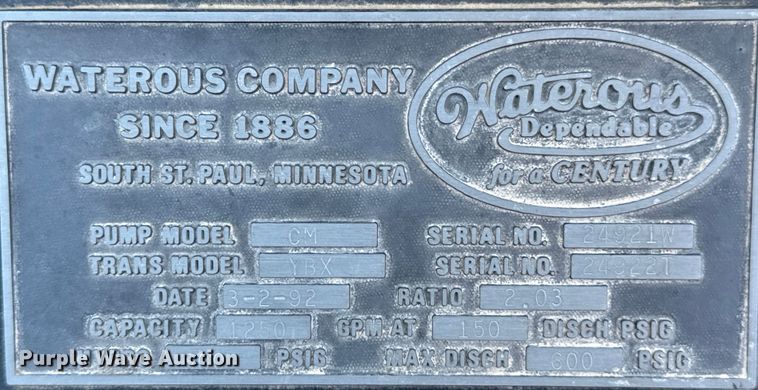 WATEROUS COMPANY
SINCE 1886
SOUTH ST. PAUL, MINNESOTA
Waterous
Dependable
for a CENTURY
PUMP MODEL CM SERIAL NO. 24921W
TRANS MODEL YBX SERIAL NO.
DATE 3-2-92 RATIO 2.03
CAPACITY 1250 GPM AT 150 DISCH PSIG
PSIG MAX DISCH 600 PSIG
Purple Wave Auction